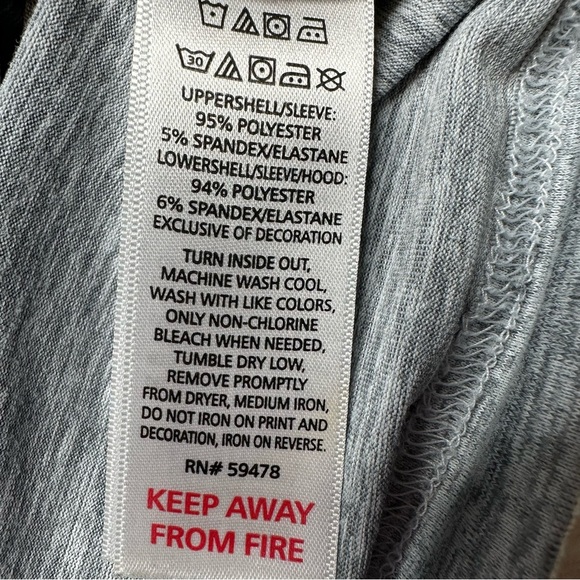 30
UPPERSHELL/SLEEVE:
95% POLYESTER
5% SPANDEX/ELASTANE
LOWERSHELL/SLEEVE/HOOD:
94% POLYESTER
6% SPANDEX/ELASTANE
EXCLUSIVE OF DECORATION
TURN INSIDE OUT,
MACHINE WASH COOL,
WASH WITH LIKE COLORS,
ONLY NON-CHLORINE
BLEACH WHEN NEEDED,
TUMBLE DRY LOW,
REMOVE PROMPTLY
FROM DRYER, MEDIUM IRON,
DO NOT IRON ON PRINT AND
DECORATION, IRON ON REVERSE.
RN# 59478
KEEP AWAY
FROM FIRE